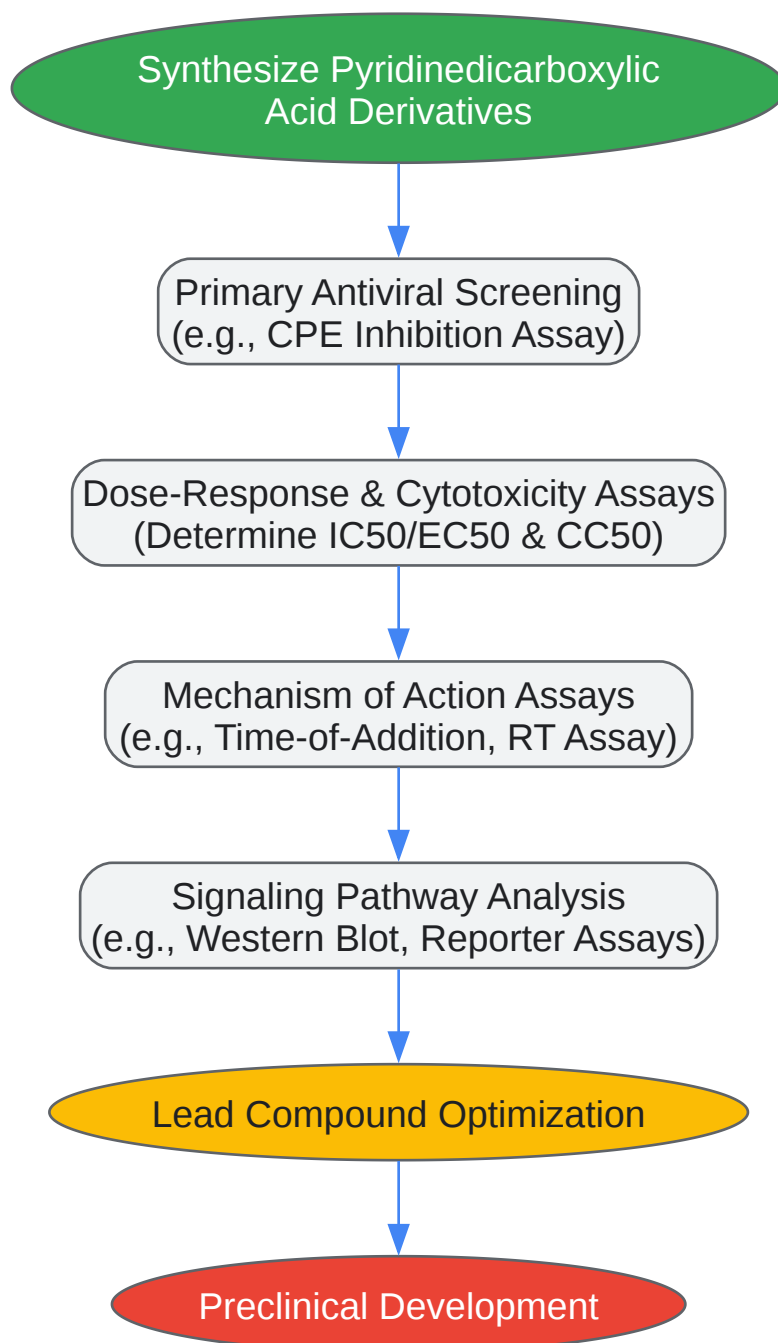 Synthesize Pyridinedicarboxylic
Acid Derivatives
Primary Antiviral Screening
(e.g., CPE Inhibition Assay)
Dose-Response & Cytotoxicity Assays
(Determine IC50/EC50 & CC50)
Mechanism of Action Assays
(e.g., Time-of-Addition, RT Assay)
Signaling Pathway Analysis
(e.g., Western Blot, Reporter Assays)
Lead Compound Optimization
Preclinical Development